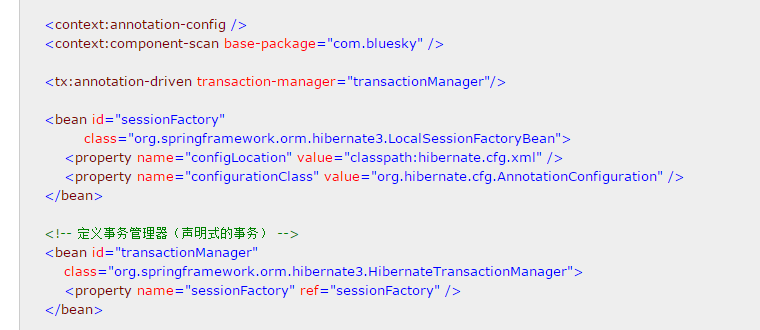 <context:annotation-config />
<context:component-scan base-package="com.bluesky" />
<tx:annotation-driven transaction-manager="transactionManager"/>
<bean id="sessionFactory"
class="org.springframework.orm.hibernate3.LocalSessionFactoryBean">
<property name="configLocation" value="classpath:hibernate.cfg.xml" />
<property name="configurationClass" value="org.hibernate.cfg.AnnotationConfiguration" />
</bean>
<!-- 定义事务管理器（声明式的事务） -->
<bean id="transactionManager"
class="org.springframework.orm.hibernate3.HibernateTransactionManager">
<property name="sessionFactory" ref="sessionFactory" />
</bean>